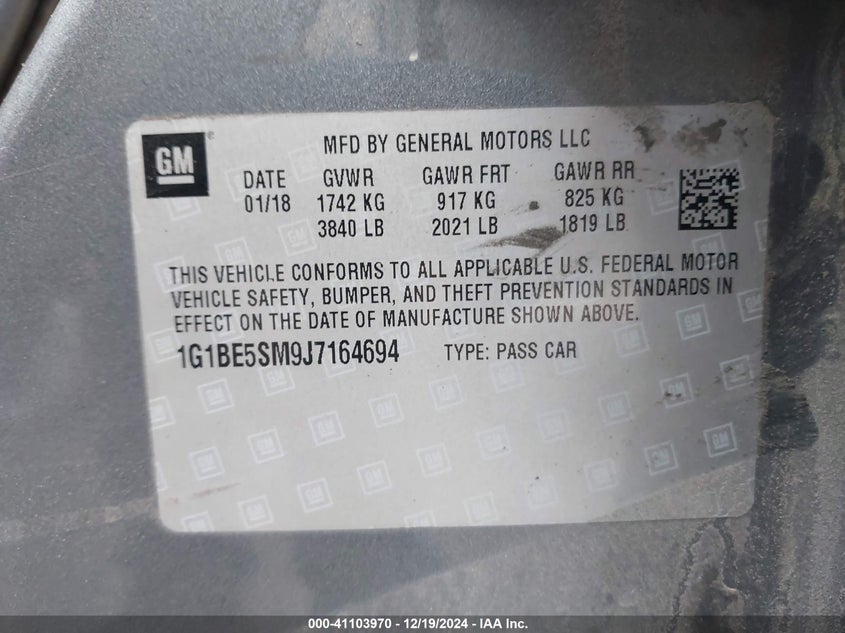 GM ®
MFD BY GENERAL MOTORS LLC
DATE GVWR GAWR FRT GAWR RR
01/18 1742 KG 917 KG 825 KG
3840 LB 2021 LB 1819 LB
THIS VEHICLE CONFORMS TO ALL APPLICABLE U.S. FEDERAL MOTOR
VEHICLE SAFETY, BUMPER, AND THEFT PREVENTION STANDARDS IN
EFFECT ON THE DATE OF MANUFACTURE SHOWN ABOVE.
1G1BE5SM9J7164694 TYPE: PASS CAR
000-41103970 - 12/19/2024 - IAA Inc.